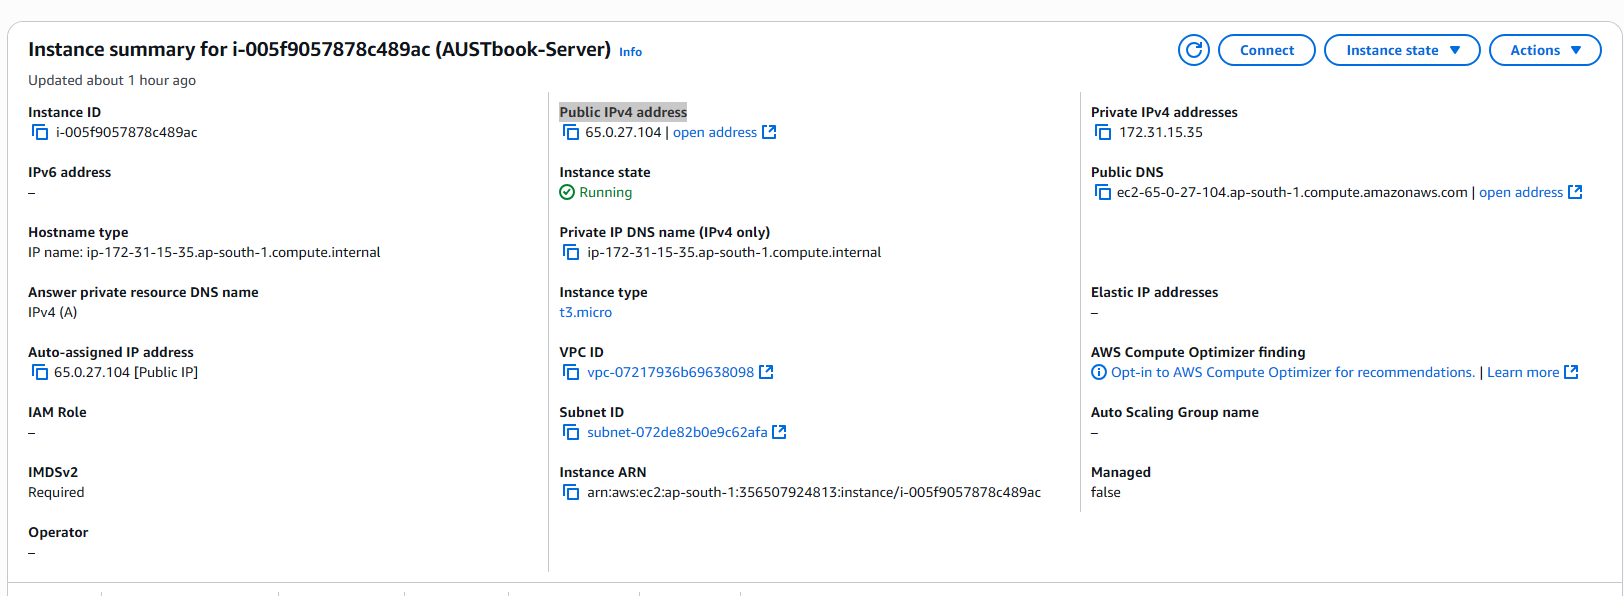 Instance summary for i-005f9057878c489ac (AUSTbook-Server) Info
Connect
Instance state
Actions
Updated about 1 hour ago
Instance ID
i-005f9057878c489ac
Public IPv4 address
65.0.27.104 | open address
Private IPv4 addresses
172.31.15.35
IPv6 address
–
Instance state
Running
Public DNS
ec2-65-0-27-104.ap-south-1.compute.amazonaws.com | open address
Hostname type
IP name: ip-172-31-15-35.ap-south-1.compute.internal
Private IP DNS name (IPv4 only)
ip-172-31-15-35.ap-south-1.compute.internal
Answer private resource DNS name
IPv4 (A)
Instance type
t3.micro
Elastic IP addresses
–
Auto-assigned IP address
65.0.27.104 [Public IP]
VPC ID
vpc-07217936b69638098
AWS Compute Optimizer finding
Opt-in to AWS Compute Optimizer for recommendations. | Learn more
IAM Role
–
Subnet ID
subnet-072de82b0e9c62afa
Auto Scaling Group name
–
IMDSv2
Required
Instance ARN
arn:aws:ec2:ap-south-1:356507924813:instance/i-005f9057878c489ac
Managed
false
Operator
–